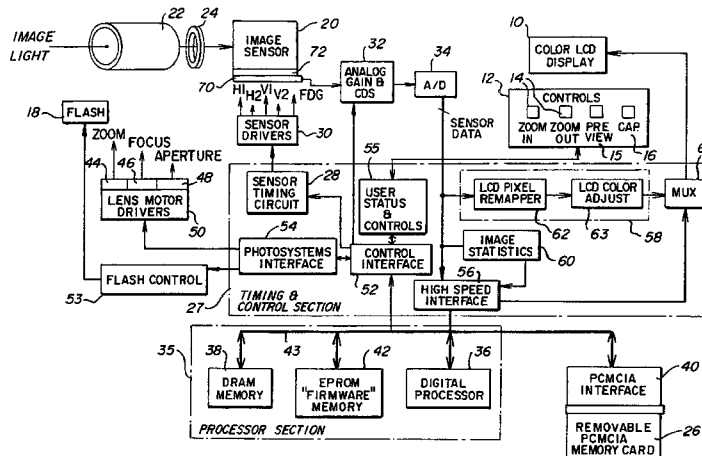 22
24
20
IMAGE
LIGHT
IMAGE
SENSOR
72
70
H1
H2
V1
V2
FDG
32
ANALOG
GAIN &
CDS
34
A/D
SENSOR
DATA
10
COLOR LCD
DISPLAY
12
14
CONTROLS
ZOOM
IN
ZOOM
OUT
PRE
VIEW
CAP.
15
16
18
FLASH
SENSOR
DRIVERS
30
ZOOM
FOCUS
APERTURE
44
46
48
LENS MOTOR
DRIVERS
50
28
SENSOR
TIMING
CIRCUIT
55
USER
STATUS &
CONTROLS
LCD PIXEL
REMAPPER
62
LCD COLOR
ADJUST
63
58
MUX
54
PHOTOSYSTEMS
INTERFACE
CONTROL
INTERFACE
52
IMAGE
STATISTICS
60
56
HIGH SPEED
INTERFACE
FLASH CONTROL
53
27
TIMING &
CONTROL SECTION
35
43
38
DRAM
MEMORY
42
EPROM
"FIRMWARE"
MEMORY
36
DIGITAL
PROCESSOR
PROCESSOR SECTION
PCMCIA
INTERFACE
40
REMOVABLE
PCMCIA
MEMORY CARD
26